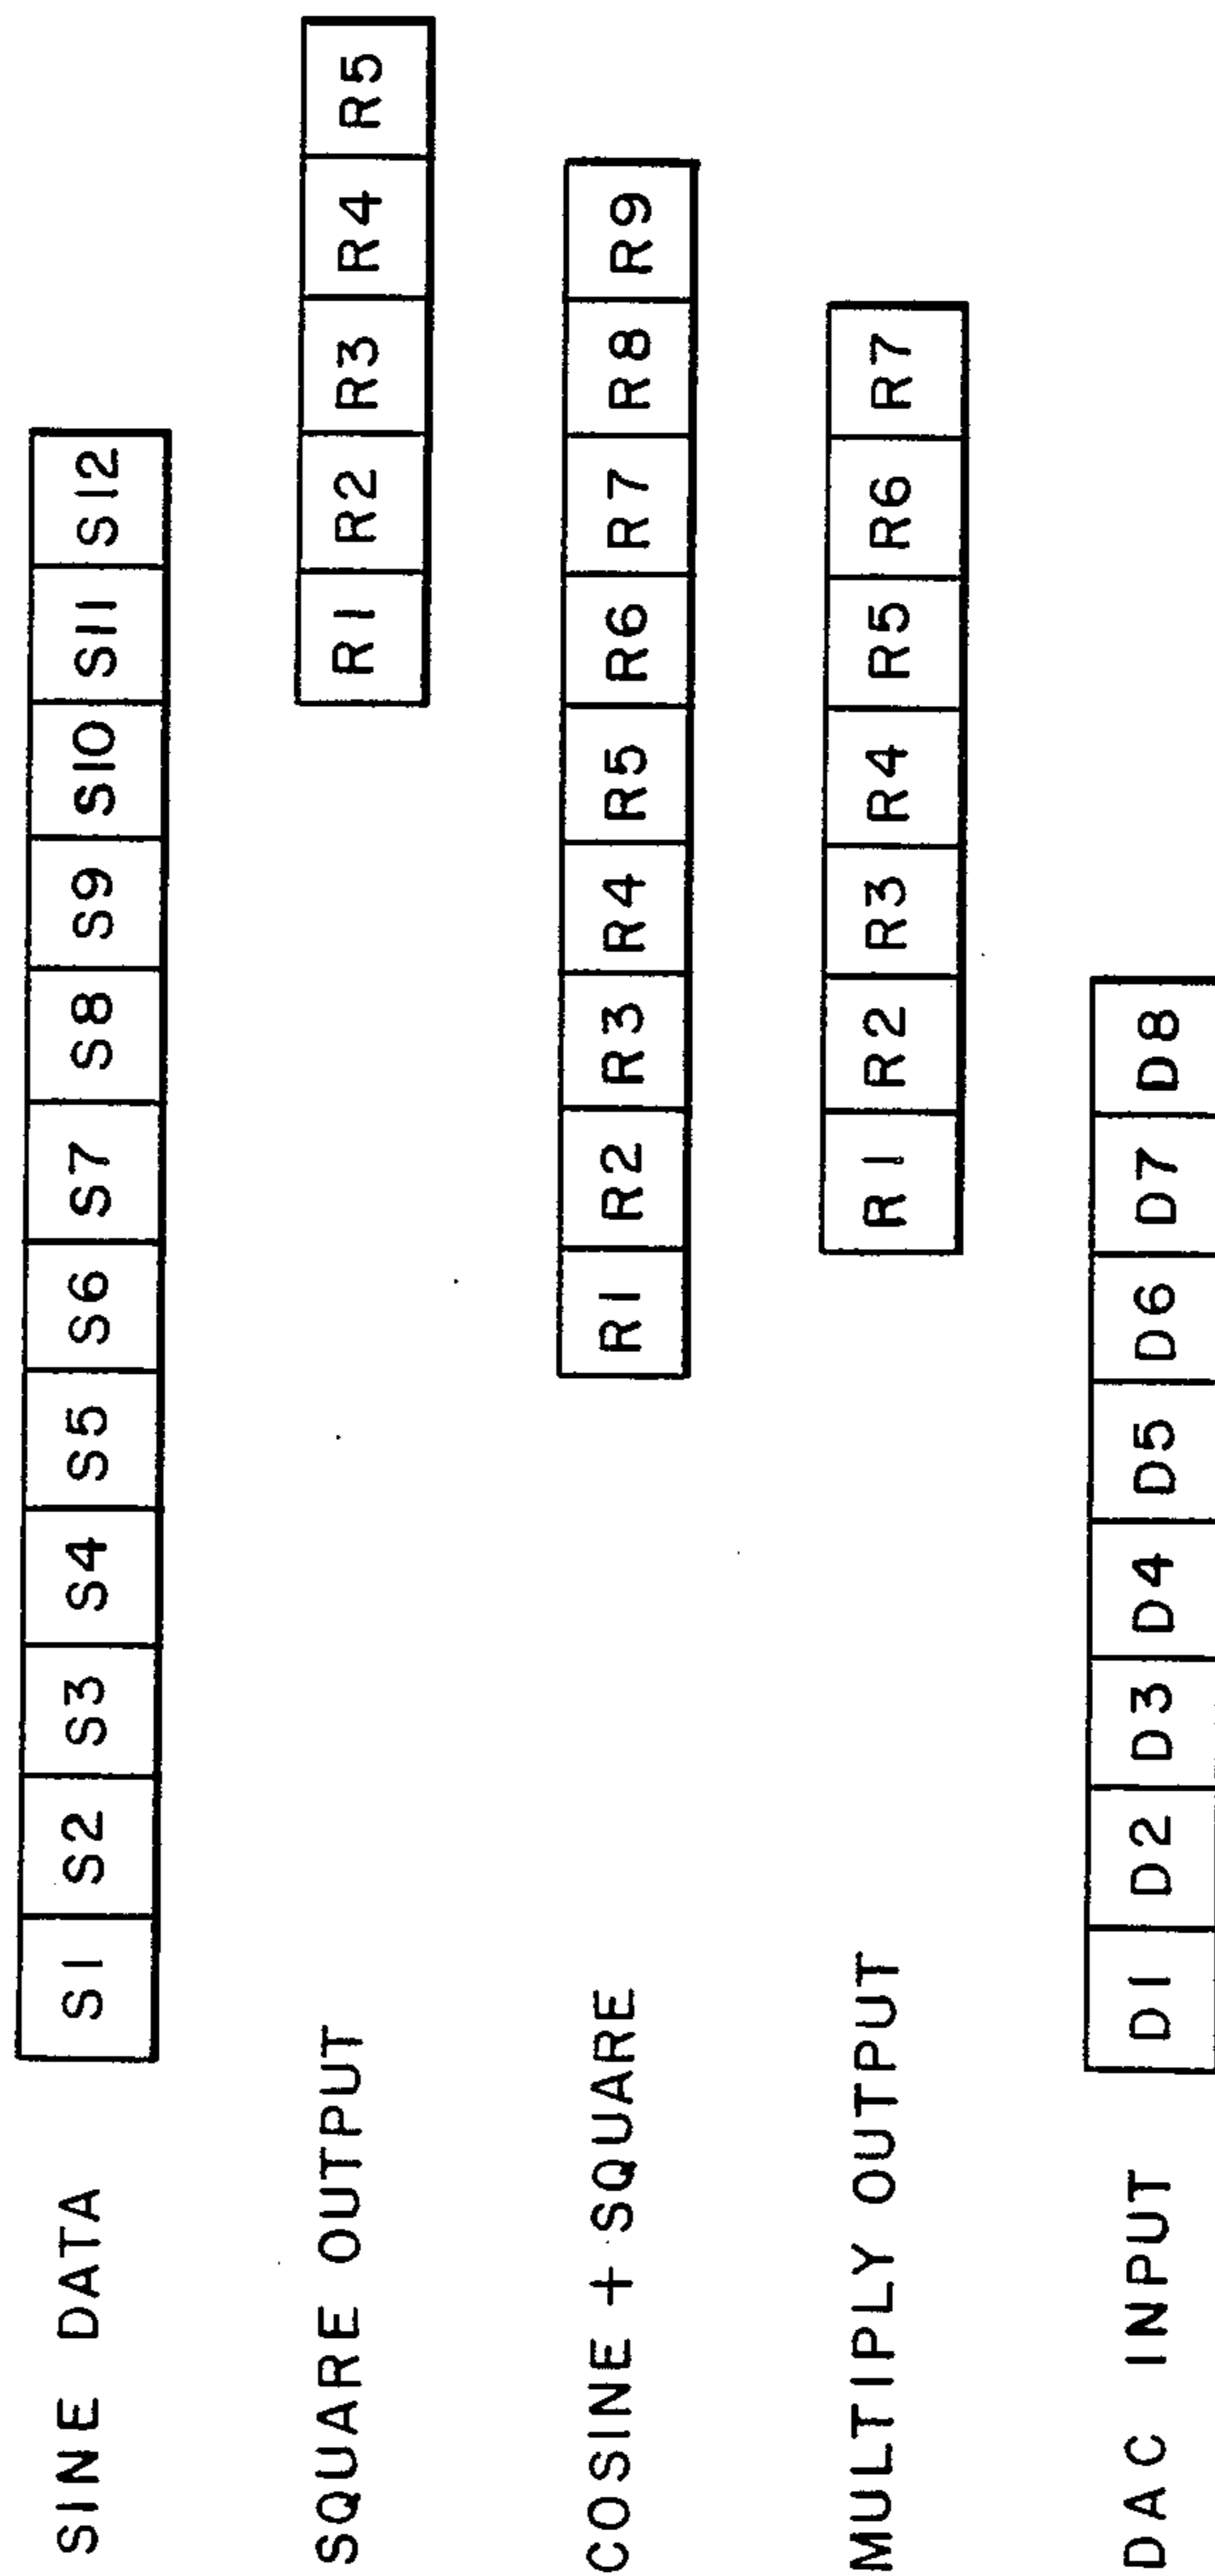 SINE DATA S1 S2 S3 S4 S5 S6 S7 S8 S9 S10 S11 S12
SQUARE OUTPUT R1 R2 R3 R4 R5
COSINE + SQUARE R1 R2 R3 R4 R5 R6 R7 R8 R9
MULTIPLY OUTPUT R1 R2 R3 R4 R5 R6 R7
DAC INPUT D1 D2 D3 D4 D5 D6 D7 D8